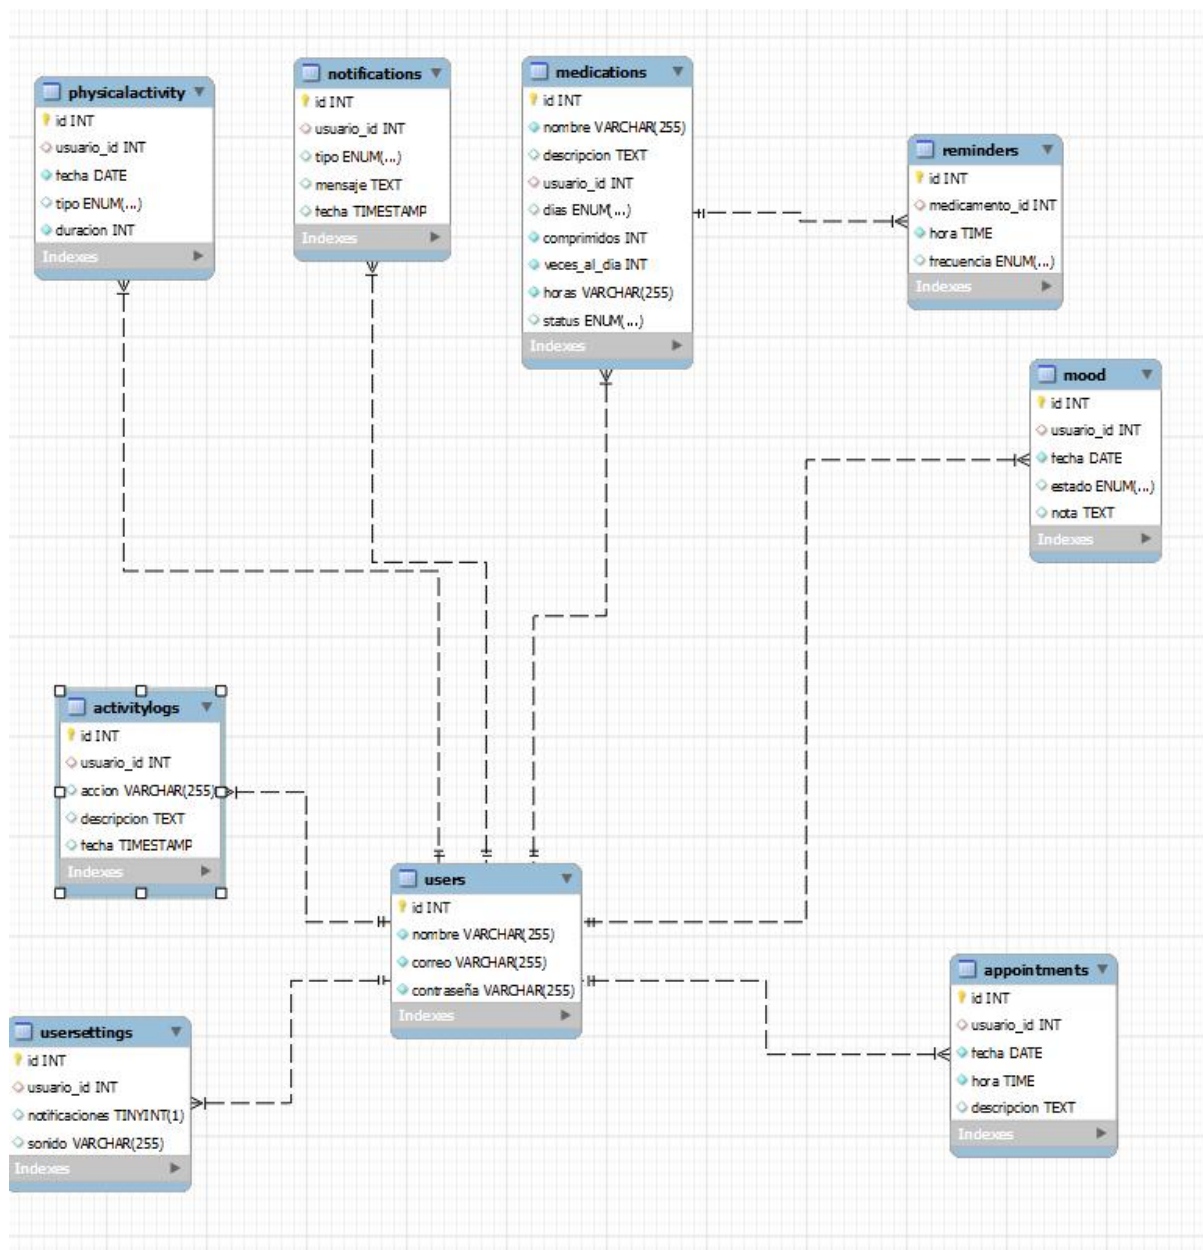 physicalactivity
id INT
usuario_id INT
fecha DATE
tipo ENUM(...)
duracion INT
Indexes
notifications
id INT
usuario_id INT
tipo ENUM(...)
mensaje TEXT
fecha TIMESTAMP
Indexes
medications
id INT
nombre VARCHAR(255)
descripcion TEXT
usuario_id INT
dias ENUM(...)
comprimidos INT
veces_al_dia INT
horas VARCHAR(255)
status ENUM(...)
Indexes
reminders
id INT
medicamento_id INT
hora TIME
frecuencia ENUM(...)
Indexes
mood
id INT
usuario_id INT
fecha DATE
estado ENUM(...)
nota TEXT
Indexes
activitylogs
id INT
usuario_id INT
accion VARCHAR(255)
descripcion TEXT
fecha TIMESTAMP
Indexes
users
id INT
nombre VARCHAR(255)
correo VARCHAR(255)
contraseña VARCHAR(255)
Indexes
usersettings
id INT
usuario_id INT
notificaciones TINYINT(1)
sonido VARCHAR(255)
Indexes
appointments
id INT
usuario_id INT
fecha DATE
hora TIME
descripcion TEXT
Indexes